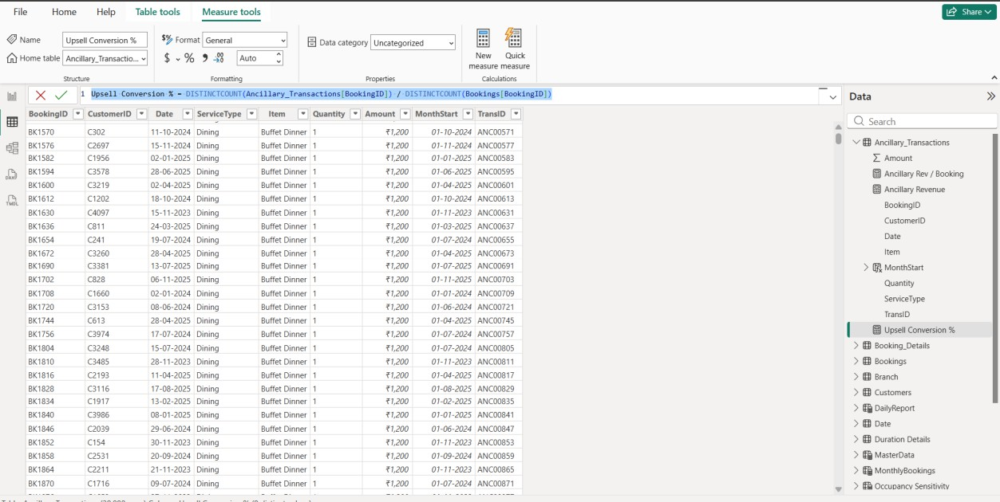 File Home Help Table tools Measure tools Share
Name Upsell Conversion % Format General Data category Uncategorized New measure Quick measure
Home table Ancillary_Transactio... $ % Auto
Structure Formatting Properties Calculations
1 Upsell Conversion % = DISTINCTCOUNT(Ancillary_Transactions[BookingID]) / DISTINCTCOUNT(Bookings[BookingID])
BookingID CustomerID Date ServiceType Item Quantity Amount MonthStart TransID
BK1570 C302 11-10-2024 Dining Buffet Dinner 1 ₹1,200 01-10-2024 ANC00571
BK1576 C2697 15-11-2024 Dining Buffet Dinner 1 ₹1,200 01-11-2024 ANC00577
BK1582 C1956 02-01-2025 Dining Buffet Dinner 1 ₹1,200 01-01-2025 ANC00583
BK1594 C3578 28-06-2025 Dining Buffet Dinner 1 ₹1,200 01-06-2025 ANC00595
BK1600 C3219 02-04-2025 Dining Buffet Dinner 1 ₹1,200 01-04-2025 ANC00601
BK1612 C1202 18-10-2024 Dining Buffet Dinner 1 ₹1,200 01-10-2024 ANC00613
BK1630 C4097 15-11-2023 Dining Buffet Dinner 1 ₹1,200 01-11-2023 ANC00631
BK1636 C811 24-03-2025 Dining Buffet Dinner 1 ₹1,200 01-03-2025 ANC00637
BK1654 C241 19-07-2024 Dining Buffet Dinner 1 ₹1,200 01-07-2024 ANC00655
BK1672 C3260 28-04-2025 Dining Buffet Dinner 1 ₹1,200 01-04-2025 ANC00673
BK1690 C3381 13-07-2025 Dining Buffet Dinner 1 ₹1,200 01-07-2025 ANC00691
BK1702 C828 06-11-2025 Dining Buffet Dinner 1 ₹1,200 01-11-2025 ANC00703
BK1708 C1660 02-01-2024 Dining Buffet Dinner 1 ₹1,200 01-01-2024 ANC00709
BK1720 C3153 08-06-2024 Dining Buffet Dinner 1 ₹1,200 01-06-2024 ANC00721
BK1744 C613 28-04-2025 Dining Buffet Dinner 1 ₹1,200 01-04-2025 ANC00745
BK1756 C3974 17-07-2024 Dining Buffet Dinner 1 ₹1,200 01-07-2024 ANC00757
BK1804 C3248 15-07-2024 Dining Buffet Dinner 1 ₹1,200 01-07-2024 ANC00805
BK1810 C3485 28-11-2023 Dining Buffet Dinner 1 ₹1,200 01-11-2023 ANC00811
BK1816 C2193 11-04-2025 Dining Buffet Dinner 1 ₹1,200 01-04-2025 ANC00817
BK1828 C3116 17-08-2025 Dining Buffet Dinner 1 ₹1,200 01-08-2025 ANC00829
BK1834 C1917 13-02-2025 Dining Buffet Dinner 1 ₹1,200 01-02-2025 ANC00835
BK1840 C3986 08-01-2025 Dining Buffet Dinner 1 ₹1,200 01-01-2025 ANC00841
BK1846 C2039 29-06-2024 Dining Buffet Dinner 1 ₹1,200 01-06-2024 ANC00847
BK1852 C154 30-11-2023 Dining Buffet Dinner 1 ₹1,200 01-11-2023 ANC00853
BK1858 C2531 20-09-2024 Dining Buffet Dinner 1 ₹1,200 01-09-2024 ANC00859
BK1864 C2211 21-11-2023 Dining Buffet Dinner 1 ₹1,200 01-11-2023 ANC00865
BK1870 C1716 09-07-2024 Dining Buffet Dinner 1 ₹1,200 01-07-2024 ANC00871
Data
Search
Ancillary_Transactions
Amount
Ancillary Rev / Booking
Ancillary Revenue
BookingID
CustomerID
Date
Item
MonthStart
Quantity
ServiceType
TransID
Upsell Conversion %
Booking_Details
Bookings
Branch
Customers
DailyReport
Date
Duration Details
MasterData
MonthlyBookings
Occupancy Sensitivity